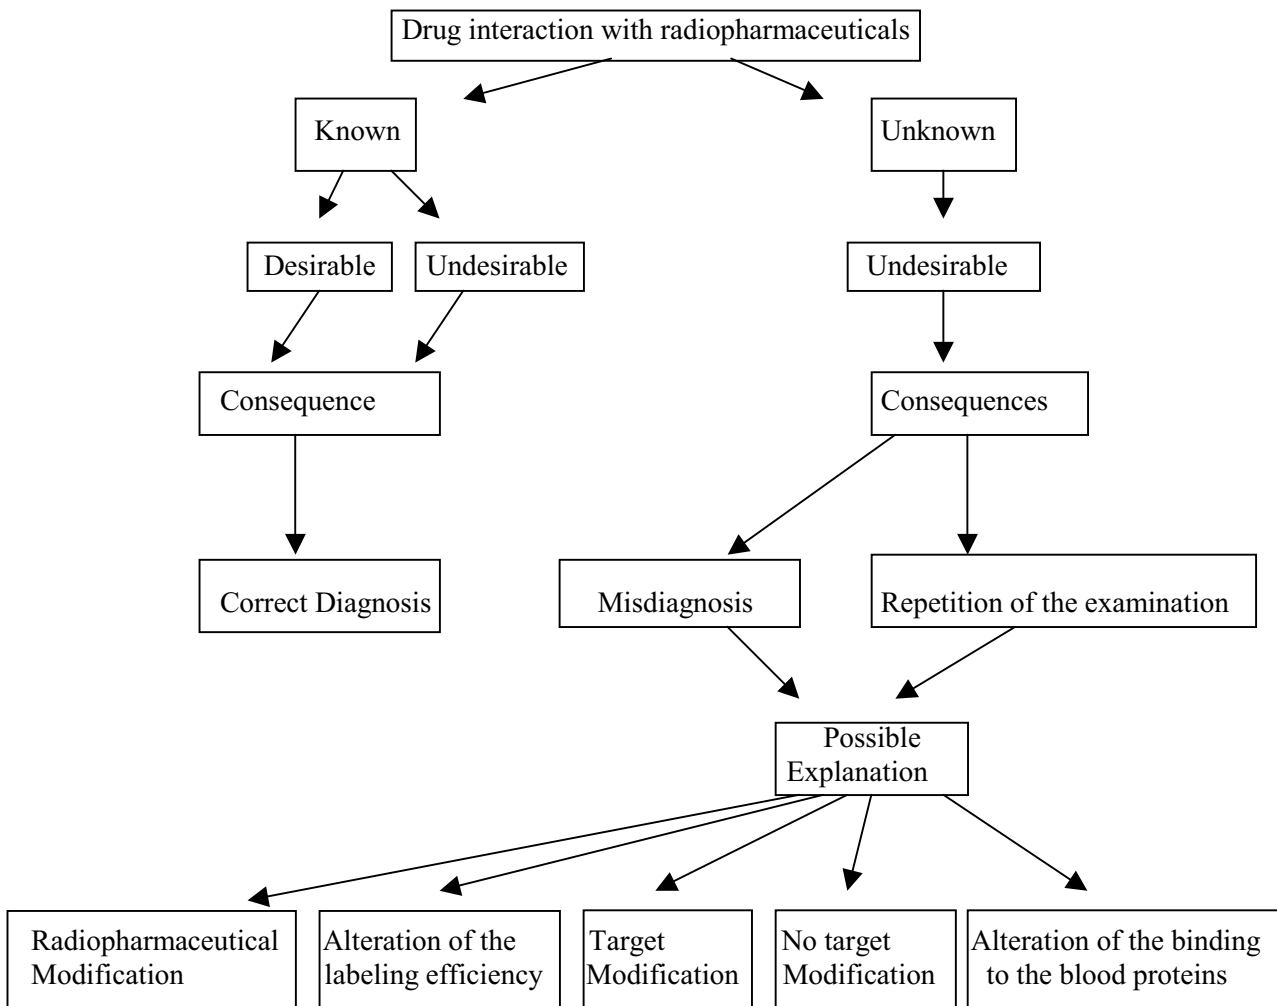 Drug interaction with radiopharmaceuticals
Known
Unknown
Desirable
Undesirable
Undesirable
Consequence
Consequences
Correct Diagnosis
Misdiagnosis
Repetition of the examination
Possible
Explanation
Radiopharmaceutical
Modification
Alteration of the
labeling efficiency
Target
Modification
No target
Modification
Alteration of the binding
to the blood proteins